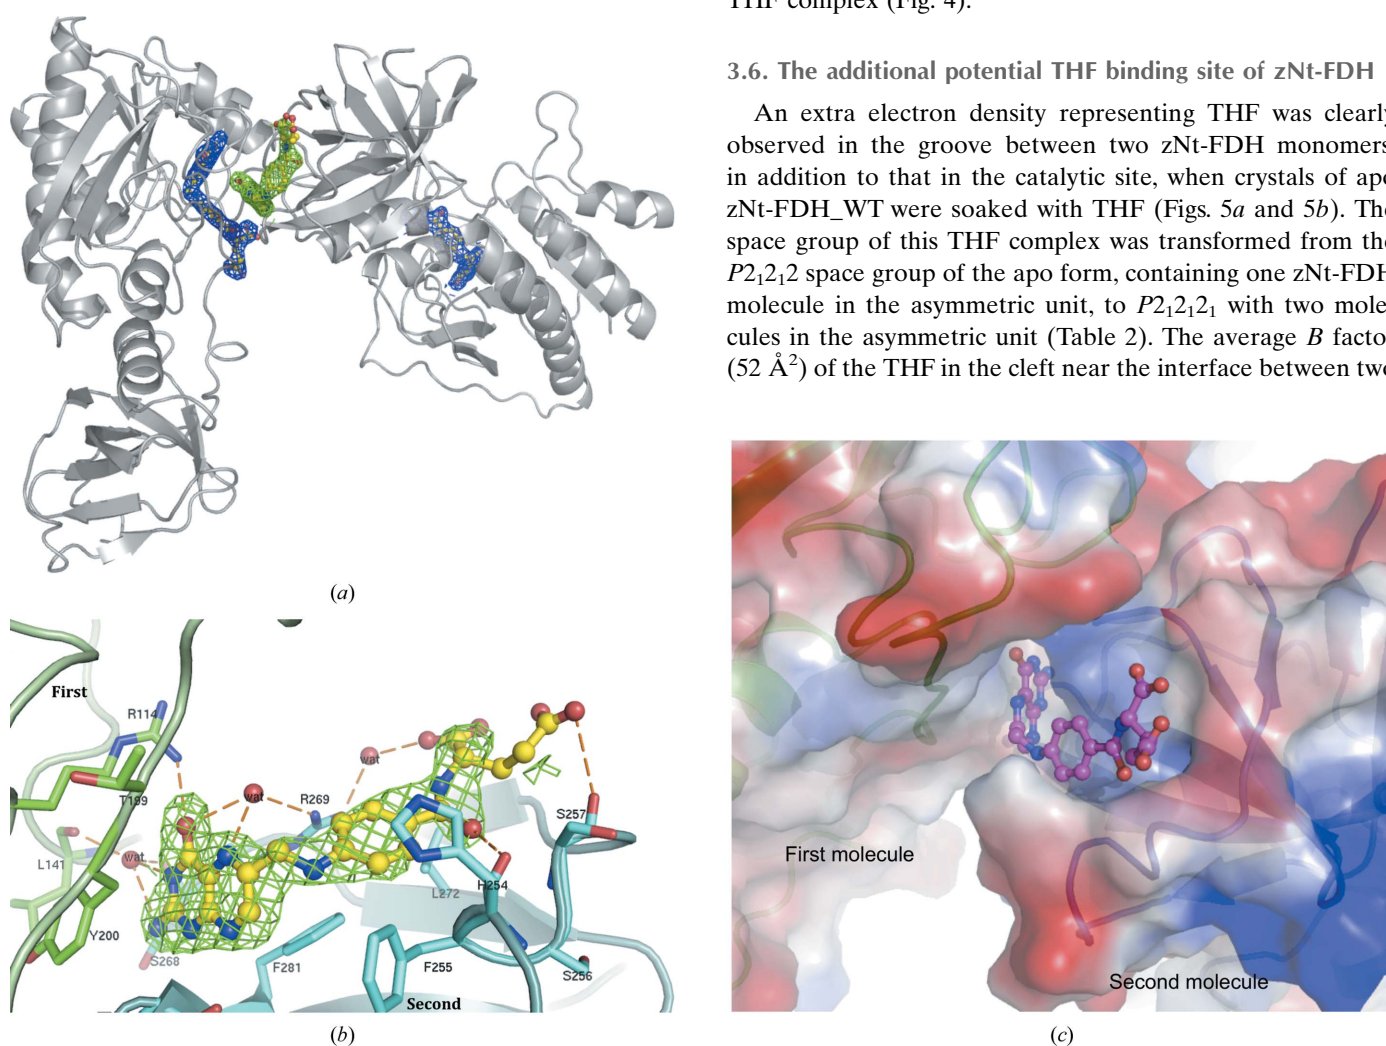 THF complex (Fig. 4).
3.6. The additional potential THF binding site of zNt-FDH
An extra electron density representing THF was clearly
observed in the groove between two zNt-FDH monomers
in addition to that in the catalytic site, when crystals of apo
zNt-FDH_WT were soaked with THF (Figs. 5a and 5b). The
space group of this THF complex was transformed from the
P2₁2₁2 space group of the apo form, containing one zNt-FDH
molecule in the asymmetric unit, to P2₁2₁2₁ with two mole
cules in the asymmetric unit (Table 2). The average B facto
(52 Å²) of the THF in the cleft near the interface between two
(a)
First
R114
T199
wat
wat
R269
L141
Y200
S268
F281
L272
H254
S257
F255
S256
Second
(b)
First molecule
Second molecule
(c)